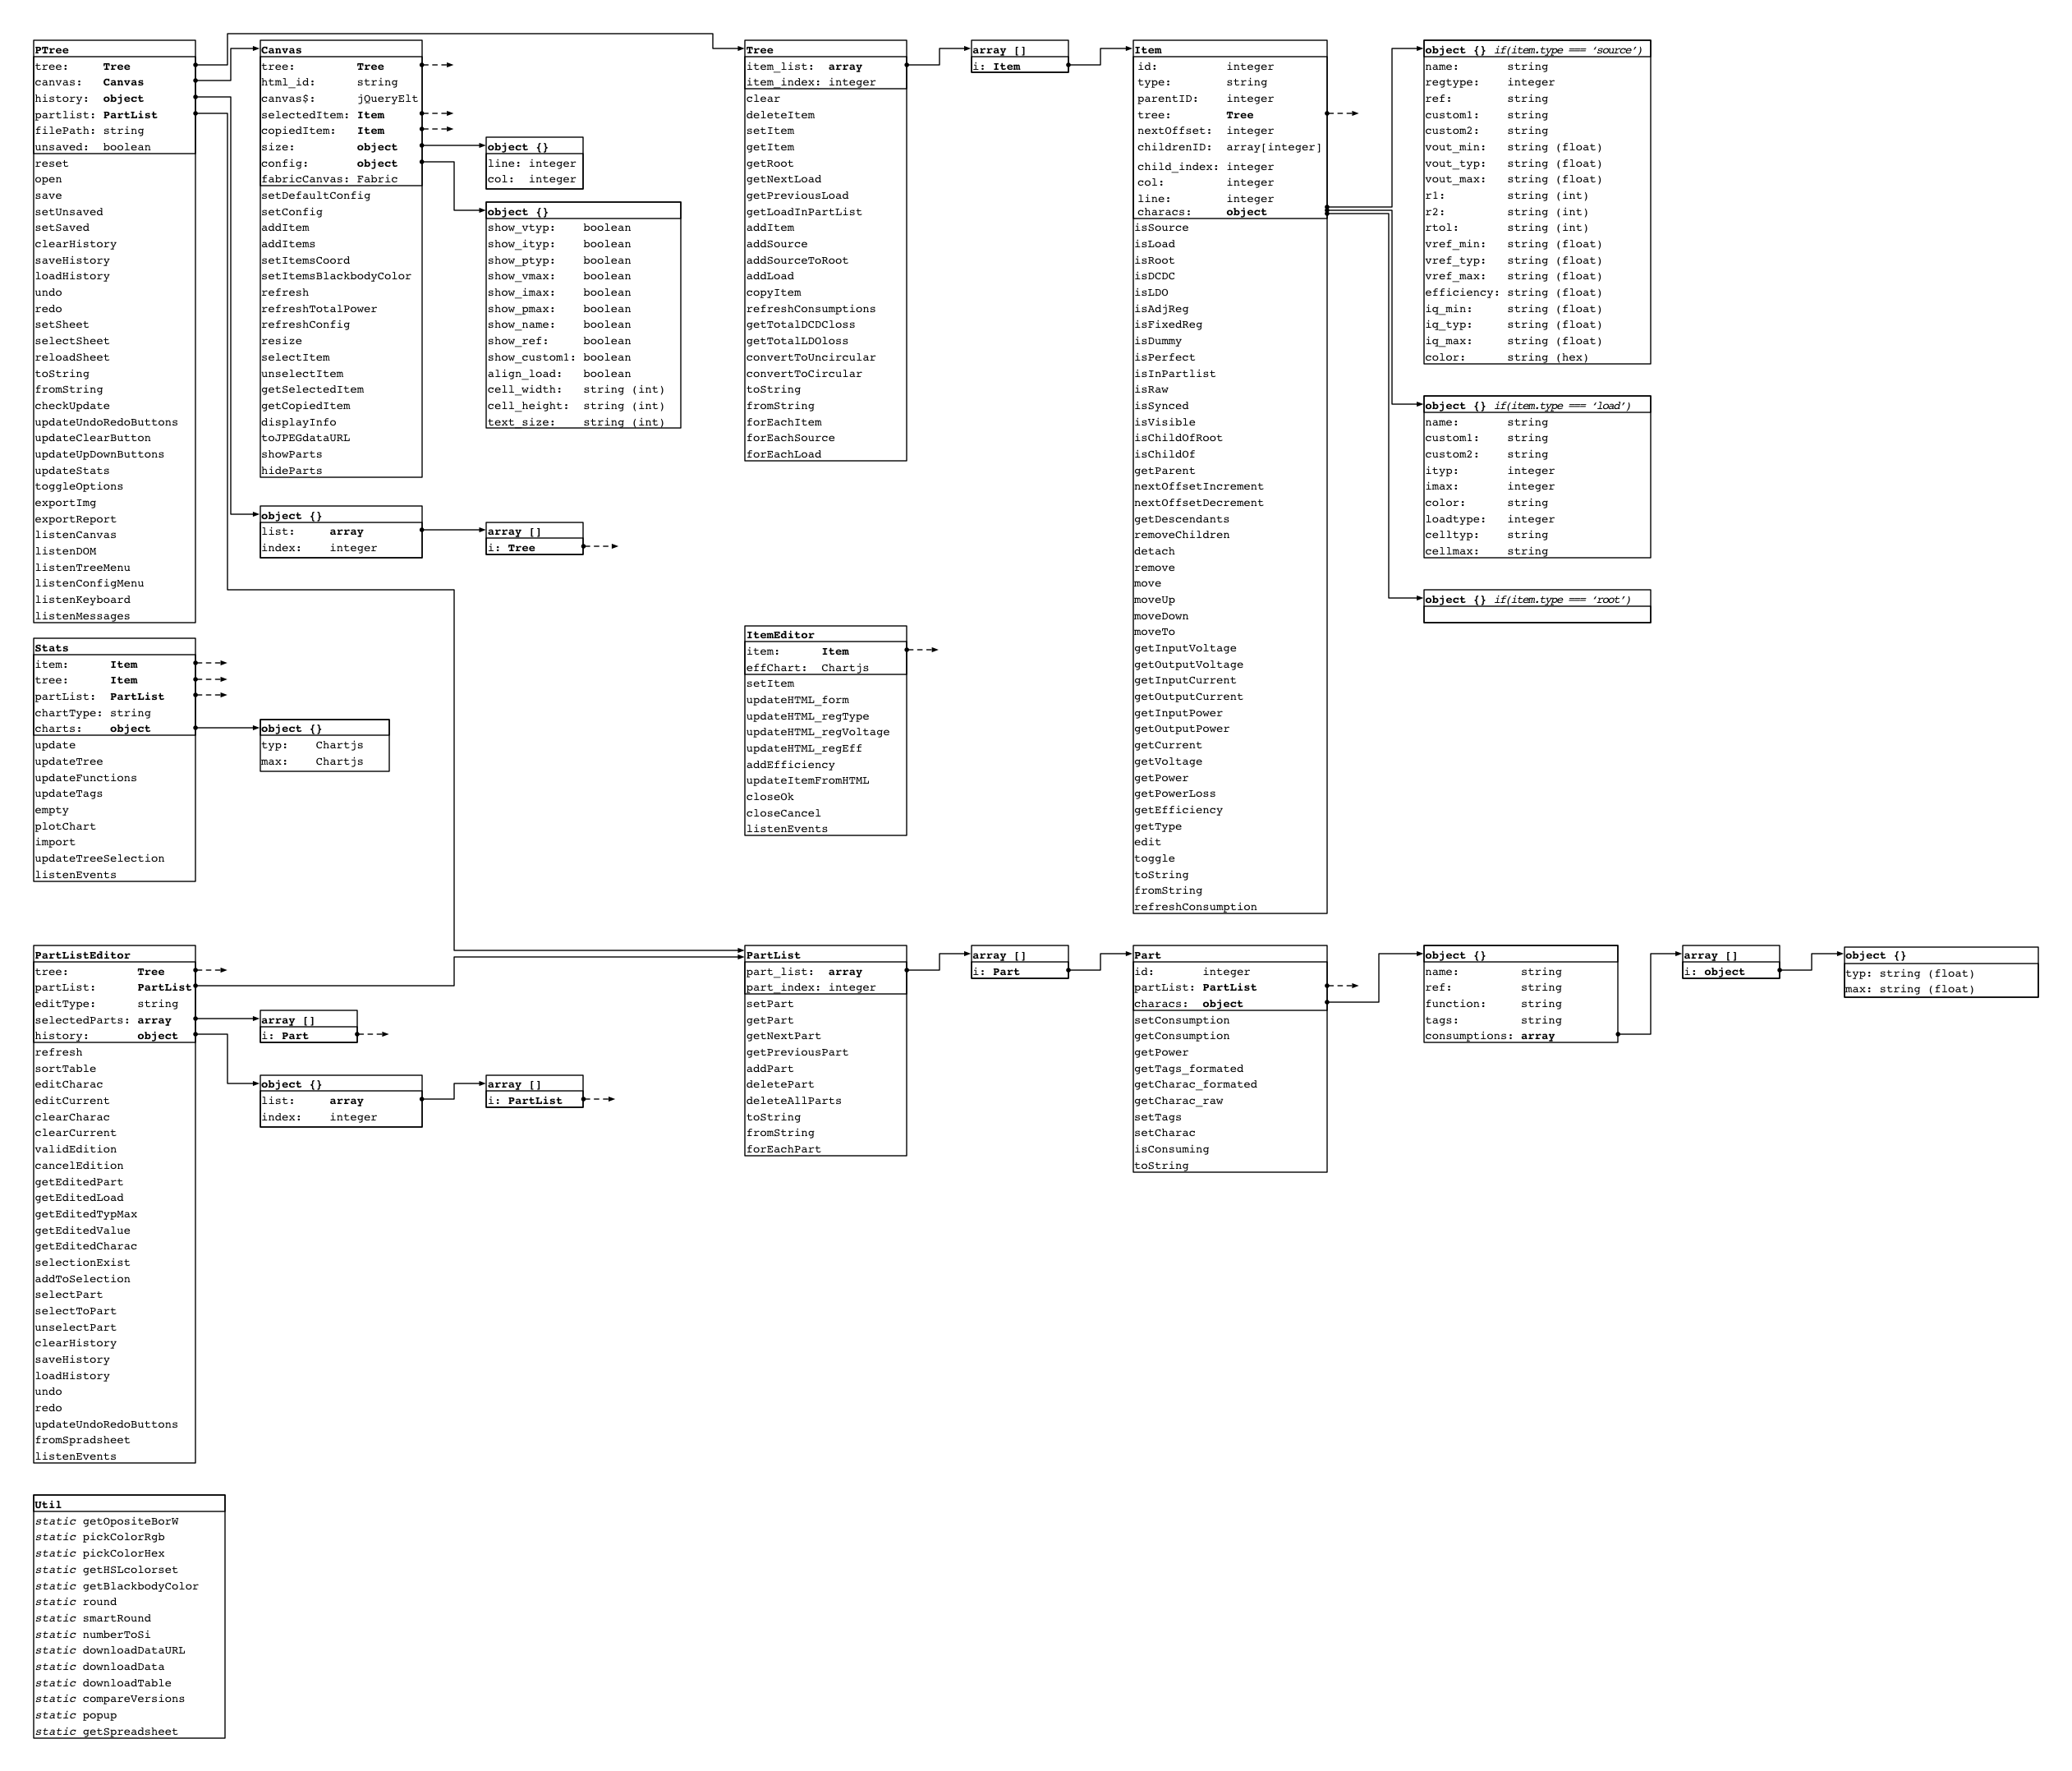 PTree
tree: Tree
canvas: Canvas
history: object
partlist: PartList
filePath: string
unsaved: boolean
reset
open
save
setUnsaved
setSaved
clearHistory
saveHistory
loadHistory
undo
redo
setSheet
selectSheet
reloadSheet
toString
fromString
checkUpdate
updateUndoRedoButtons
updateClearButton
updateUpDownButtons
updateStats
toggleOptions
exportImg
exportReport
listenCanvas
listenDOM
listenTreeMenu
listenConfigMenu
listenKeyboard
listenMessages
Canvas
tree: Tree
html_id: string
canvas$: jQueryElt
selectedItem: Item
copiedItem: Item
size: object
config: object
fabricCanvas: Fabric
setDefaultConfig
setConfig
addItem
addItems
setItemsCoord
setItemsBlackbodyColor
refresh
refreshTotalPower
refreshConfig
resize
selectItem
unselectItem
getSelectedItem
getCopiedItem
displayInfo
toJPEGdataURL
showParts
hideParts
object {}
line: integer
col: integer
object {}
show_vtyp: boolean
show_ityp: boolean
show_ptyp: boolean
show_vmax: boolean
show_imax: boolean
show_pmax: boolean
show_name: boolean
show_ref: boolean
show_custom1: boolean
align_load: boolean
cell_width: string (int)
cell_height: string (int)
text_size: string (int)
object {}
list: array
index: integer
array []
i: Tree
Tree
item_list: array
item_index: integer
clear
deleteItem
setItem
getItem
getRoot
getNextLoad
getPreviousLoad
getLoadInPartList
addItem
addSource
addSourceToRoot
addLoad
copyItem
refreshConsumptions
getTotalDCDCloss
getTotalLDOloss
convertToUncircular
convertToCircular
toString
fromString
forEachItem
forEachSource
forEachLoad
array []
i: Item
Item
id: integer
type: string
parentID: integer
tree: Tree
nextOffset: integer
childrenID: array[integer]
child_index: integer
col: integer
line: integer
characs: object
isSource
isLoad
isRoot
isDCDC
isLDO
isAdjReg
isFixedReg
isDummy
isPerfect
isInPartlist
isRaw
isSynced
isVisible
isChildOfRoot
isChildOf
getParent
nextOffsetIncrement
nextOffsetDecrement
getDescendants
removeChildren
detach
remove
move
moveUp
moveDown
moveTo
getInputVoltage
getOutputVoltage
getInputCurrent
getOutputCurrent
getInputPower
getOutputPower
getCurrent
getVoltage
getPower
getPowerLoss
getEfficiency
getType
edit
toggle
toString
fromString
refreshConsumption
object {} if(item.type === ‘source’)
name: string
regtype: integer
ref: string
custom1: string
custom2: string
vout_min: string (float)
vout_typ: string (float)
vout_max: string (float)
r1: string (int)
r2: string (int)
rtol: string (int)
vref_min: string (float)
vref_typ: string (float)
vref_max: string (float)
efficiency: string (float)
iq_min: string (float)
iq_typ: string (float)
iq_max: string (float)
color: string (hex)
object {} if(item.type === ‘load’)
name: string
custom1: string
custom2: string
ityp: integer
imax: integer
color: string
loadtype: integer
celltyp: string
cellmax: string
object {} if(item.type === ‘root’)
Stats
item: Item
tree: Item
partList: PartList
chartType: string
charts: object
update
updateTree
updateFunctions
updateTags
empty
plotChart
import
updateTreeSelection
listenEvents
object {}
typ: Chartjs
max: Chartjs
ItemEditor
item: Item
effChart: Chartjs
setItem
updateHTML_form
updateHTML_regType
updateHTML_regVoltage
updateHTML_regEff
addEfficiency
updateItemFromHTML
closeOk
closeCancel
listenEvents
PartListEditor
tree: Tree
partList: PartList
editType: string
selectedParts: array
history: object
refresh
sortTable
editCharac
editCurrent
clearCharac
clearCurrent
validEdition
cancelEdition
getEditedPart
getEditedLoad
getEditedTypMax
getEditedValue
getEditedCharac
selectionExist
addToSelection
selectPart
selectToPart
unselectPart
clearHistory
saveHistory
loadHistory
undo
redo
updateUndoRedoButtons
fromSpradsheet
listenEvents
array []
i: Part
object {}
list: array
index: integer
array []
i: PartList
PartList
part_list: array
part_index: integer
setPart
getPart
getNextPart
getPreviousPart
addPart
deletePart
deleteAllParts
toString
fromString
forEachPart
array []
i: Part
Part
id: integer
partList: PartList
characs: object
setConsumption
getConsumption
getPower
getTags_formated
getCharac_formated
getCharac_raw
setTags
setCharac
isConsuming
toString
object {}
name: string
ref: string
function: string
tags: string
consumptions: array
array []
i: object
object {}
typ: string (float)
max: string (float)
Util
static getOpositeBorW
static pickColorRgb
static pickColorHex
static getHSLcolorset
static getBlackbodyColor
static round
static smartRound
static numberToSi
static downloadDataURL
static downloadData
static downloadTable
static compareVersions
static popup
static getSpreadsheet